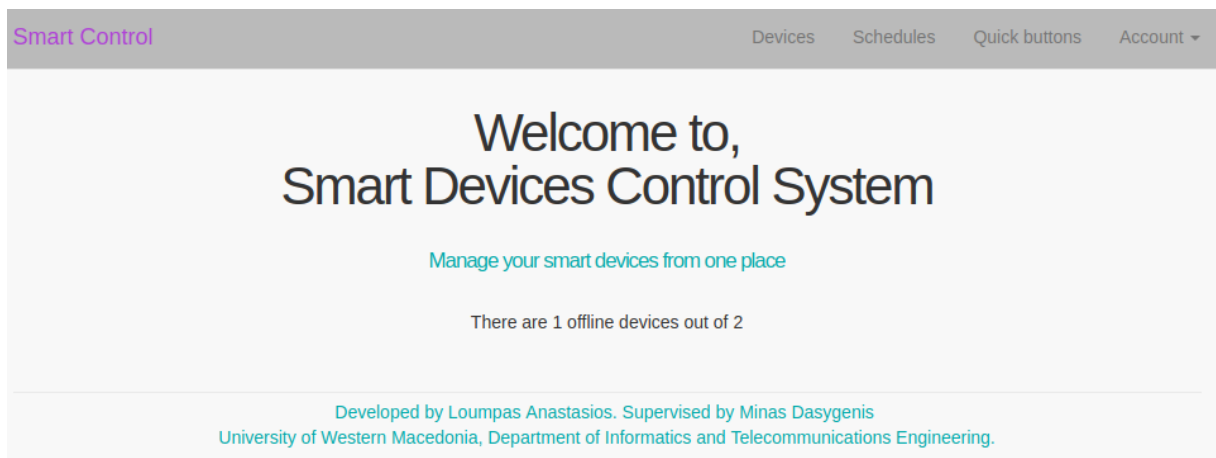 Smart Control
Devices
Schedules
Quick buttons
Account
Welcome to,
Smart Devices Control System
Manage your smart devices from one place
There are 1 offline devices out of 2
Developed by Loumpas Anastasios. Supervised by Minas Dasygenis
University of Western Macedonia, Department of Informatics and Telecommunications Engineering.